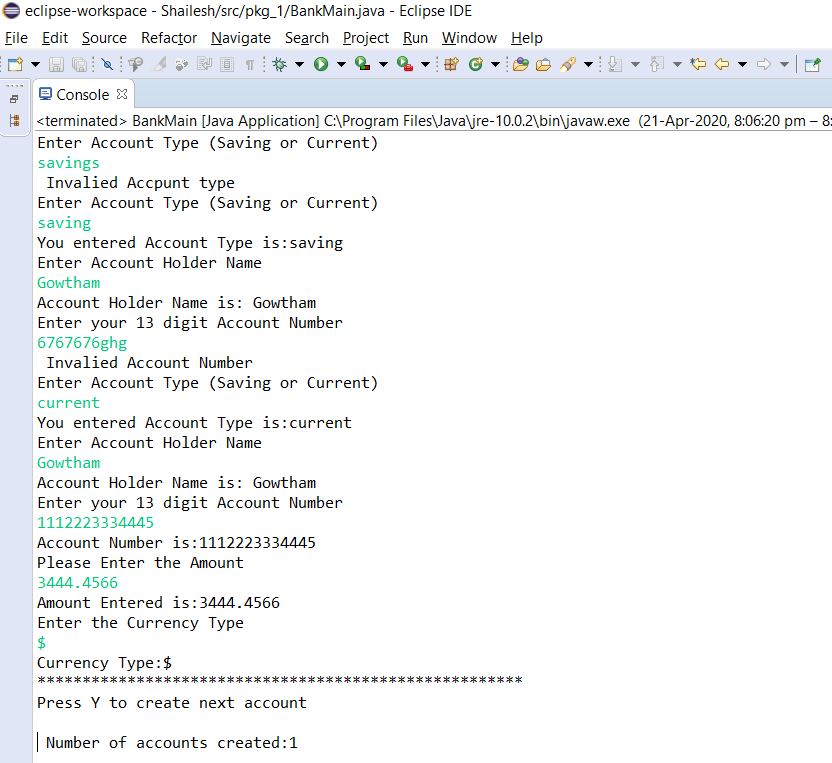 eclipse-workspace - Shailesh/src/pkg_1/BankMain.java - Eclipse IDE
File Edit Source Refactor Navigate Search Project Run Window Help
Console
<terminated> BankMain [Java Application] C:\Program Files\Java\jre-10.0.2\bin\javaw.exe (21-Apr-2020, 8:06:20 pm – 8:
Enter Account Type (Saving or Current)
savings
Invalied Accpunt type
Enter Account Type (Saving or Current)
saving
You entered Account Type is:saving
Enter Account Holder Name
Gowtham
Account Holder Name is: Gowtham
Enter your 13 digit Account Number
6767676ghg
Invalied Account Number
Enter Account Type (Saving or Current)
current
You entered Account Type is:current
Enter Account Holder Name
Gowtham
Account Holder Name is: Gowtham
Enter your 13 digit Account Number
1112223334445
Account Number is:1112223334445
Please Enter the Amount
3444.4566
Amount Entered is:3444.4566
Enter the Currency Type
$
Currency Type:$
******************************************************
Press Y to create next account
Number of accounts created:1